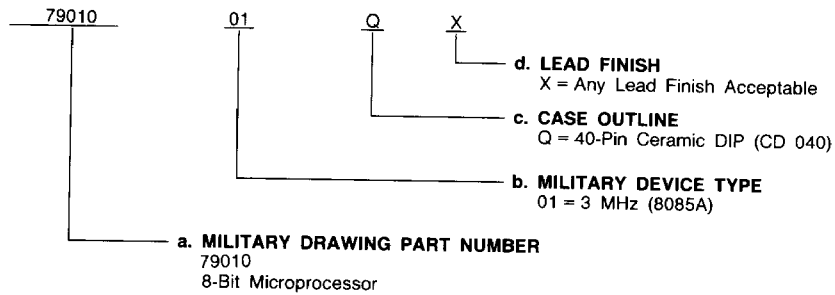 79010 01 Q X
d. LEAD FINISH
X = Any Lead Finish Acceptable
c. CASE OUTLINE
Q = 40-Pin Ceramic DIP (CD 040)
b. MILITARY DEVICE TYPE
01 = 3 MHz (8085A)
a. MILITARY DRAWING PART NUMBER
79010
8-Bit Microprocessor